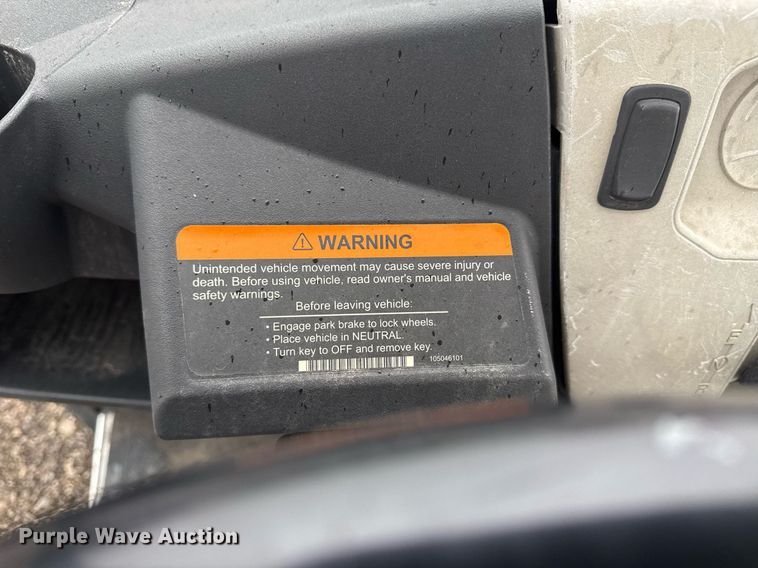 ⚠ WARNING
Unintended vehicle movement may cause severe injury or
death. Before using vehicle, read owner's manual and vehicle
safety warnings.
Before leaving vehicle:
• Engage park brake to lock wheels.
• Place vehicle in NEUTRAL.
• Turn key to OFF and remove key.
105046101
Purple Wave Auction